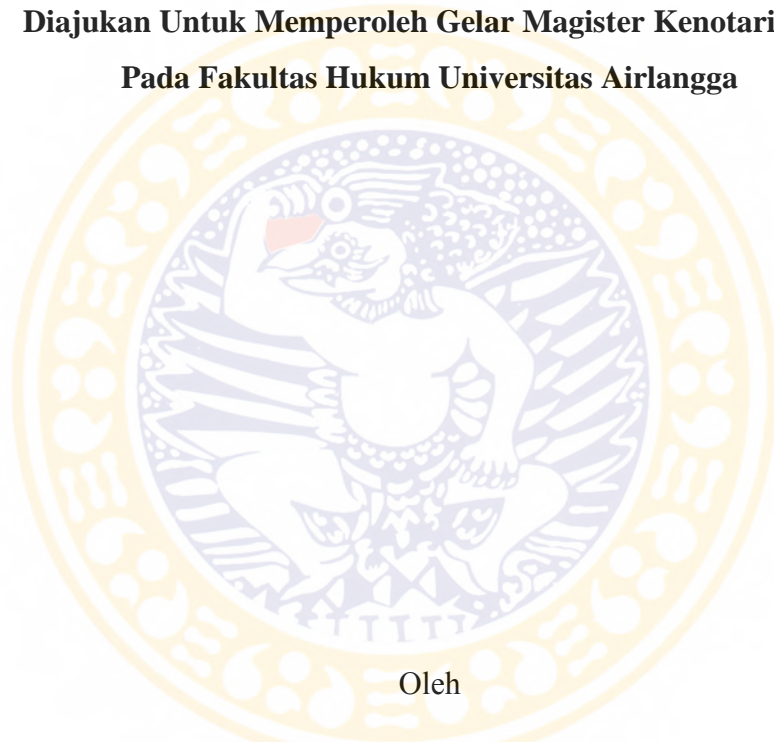 Diajukan Untuk Memperoleh Gelar Magister Kenotari
Pada Fakultas Hukum Universitas Airlangga
Oleh